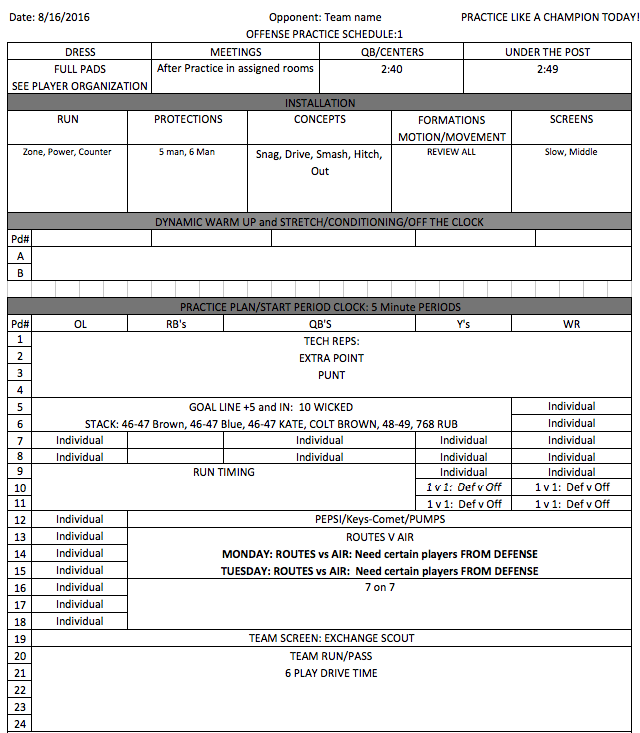 Date: 8/16/2016 Opponent: Team name PRACTICE LIKE A CHAMPION TODAY!
OFFENSE PRACTICE SCHEDULE:1
DRESS MEETINGS QB/CENTERS UNDER THE POST
FULL PADS After Practice in assigned rooms 2:40 2:49
SEE PLAYER ORGANIZATION
INSTALLATION
RUN PROTECTIONS CONCEPTS FORMATIONS SCREENS
MOTION/MOVEMENT
Zone, Power, Counter 5 man, 6 Man Snag, Drive, Smash, Hitch, REVIEW ALL Slow, Middle
Out
DYNAMIC WARM UP and STRETCH/CONDITIONING/OFF THE CLOCK
Pd#
A
B
PRACTICE PLAN/START PERIOD CLOCK: 5 Minute PERIODS
Pd# OL RB's QB'S Y's WR
1 TECH REPS:
2 EXTRA POINT
3 PUNT
4
5 GOAL LINE +5 and IN: 10 WICKED Individual
6 STACK: 46-47 Brown, 46-47 Blue, 46-47 KATE, COLT BROWN, 48-49, 768 RUB Individual
7 Individual Individual Individual Individual
8 Individual Individual Individual Individual
9 RUN TIMING Individual Individual
10 1 v 1: Def v Off 1 v 1: Def v Off
11 1 v 1: Def v Off 1 v 1: Def v Off
12 Individual PEPSI/Keys-Comet/PUMPS
13 Individual ROUTES V AIR
14 Individual MONDAY: ROUTES vs AIR: Need certain players FROM DEFENSE
15 Individual TUESDAY: ROUTES vs AIR: Need certain players FROM DEFENSE
16 Individual 7 on 7
17 Individual
18 Individual
19 TEAM SCREEN: EXCHANGE SCOUT
20 TEAM RUN/PASS
21 6 PLAY DRIVE TIME
22
23
24